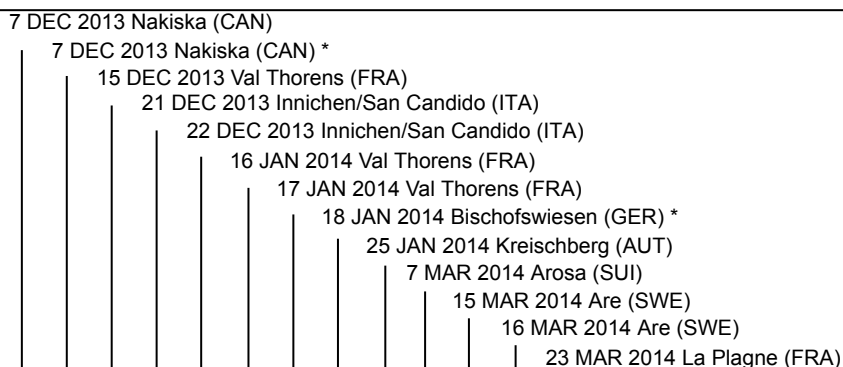 7 DEC 2013 Nakiska (CAN)
7 DEC 2013 Nakiska (CAN) *
15 DEC 2013 Val Thorens (FRA)
21 DEC 2013 Innichen/San Candido (ITA)
22 DEC 2013 Innichen/San Candido (ITA)
16 JAN 2014 Val Thorens (FRA)
17 JAN 2014 Val Thorens (FRA)
18 JAN 2014 Bischofswiesen (GER) *
25 JAN 2014 Kreischberg (AUT)
7 MAR 2014 Arosa (SUI)
15 MAR 2014 Are (SWE)
16 MAR 2014 Are (SWE)
23 MAR 2014 La Plagne (FRA)